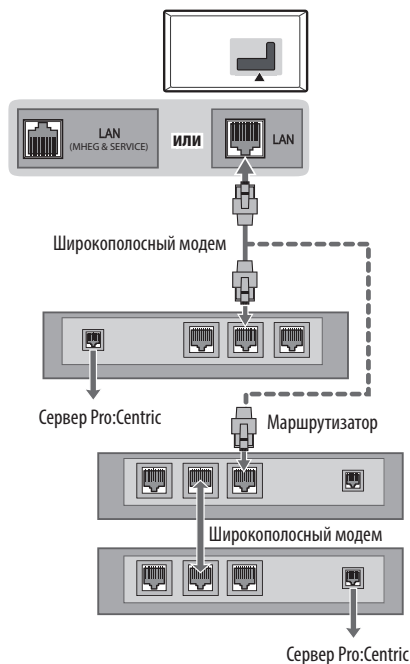 LAN
(MHEG & SERVICE)
или
LAN
Широкополосный модем
Сервер Pro:Centric
Маршрутизатор
Широкополосный модем
Сервер Pro:Centric